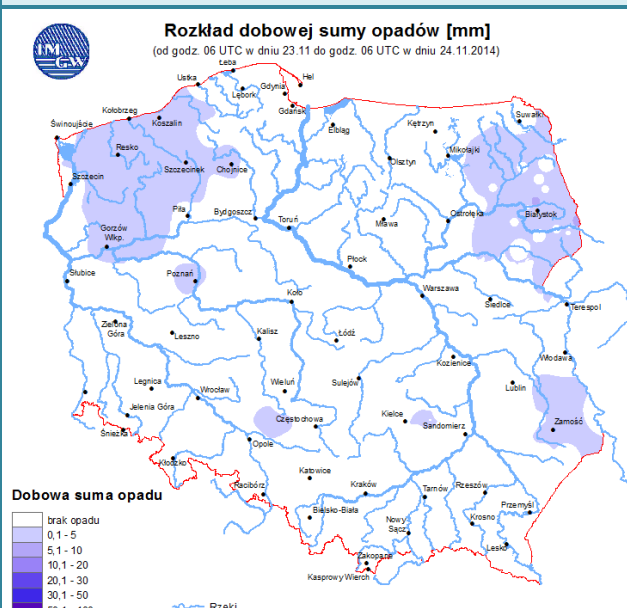 Rozkład dobowej sumy opadów [mm]
(od godz. 06 UTC w dniu 23.11 do godz. 06 UTC w dniu 24.11.2014)
IM
GW
Łeba
Hel
Ustka
Gdynia
Lębork
Gdańsk
Kołobrzeg
Koszalin
Świnoujście
Elbląg
Kętrzyn
Suwałki
Resko
Szczecinek
Chojnice
Olsztyn
Mikołajki
Szczecin
Piła
Bydgoszcz
Toruń
Mława
Ostrołęka
Białystok
Gorzów
Wlkp.
Płock
Słubice
Poznań
Koło
Warszawa
Siedlce
Terespol
Zielona
Góra
Leszno
Kalisz
Łódź
Kozienice
Włodawa
Legnica
Wrocław
Wieluń
Sulejów
Lublin
Jelenia Góra
Śnieżka
Częstochowa
Kielce
Sandomierz
Zamość
Opole
Kłodzko
Racibórz
Katowice
Kraków
Tarnów
Rzeszów
Bielsko-Biała
Nowy
Sącz
Krosno
Przemyśl
Lesko
Zakopane
Kasprowy Wierch
Dobowa suma opadu
brak opadu
0,1 - 5
5,1 - 10
10,1 - 20
20,1 - 30
30,1 - 50
50,1 - 100
Rzeki